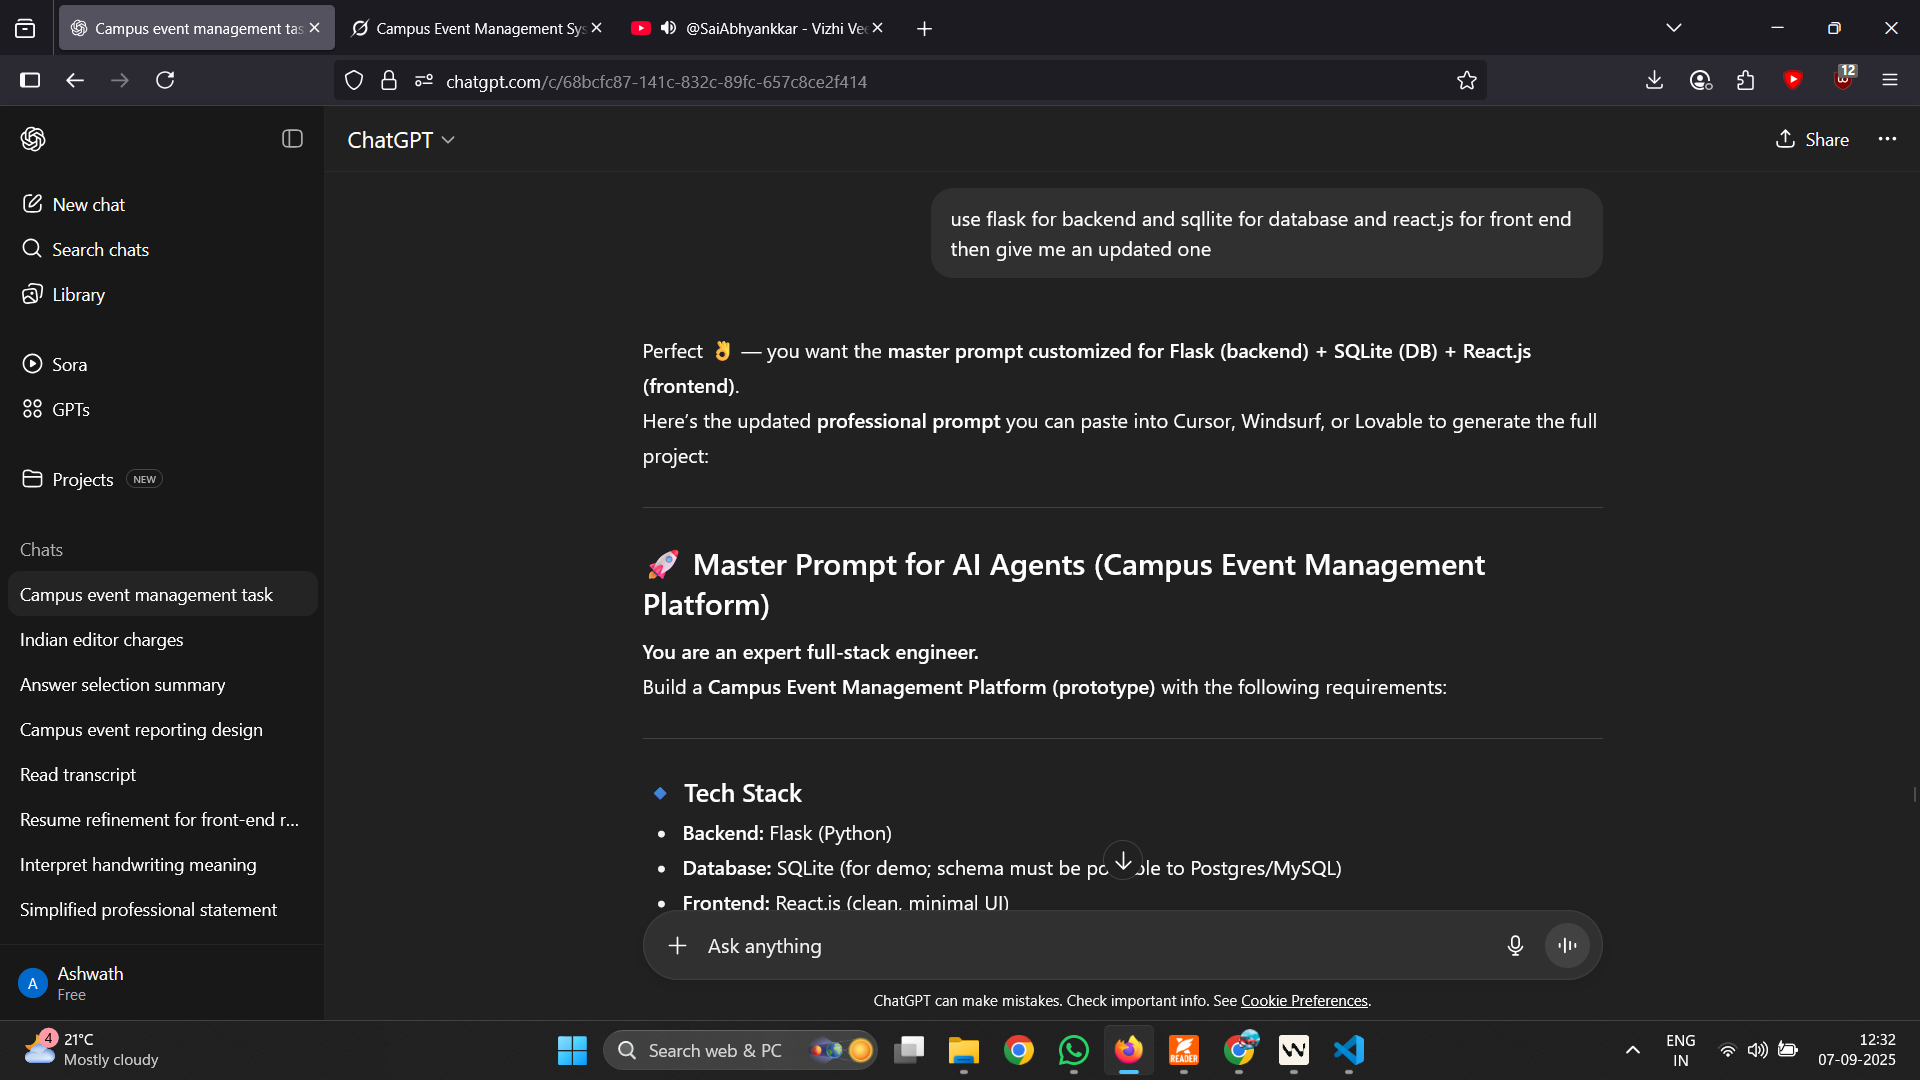 Campus event management tas
Campus Event Management Sys
@SaiAbhyankkar - Vizhi Vee
chatgpt.com/c/68bcfc87-141c-832c-89fc-657c8ce2f414
12
ChatGPT
Share
New chat
Search chats
Library
Sora
GPTs
Projects NEW
Chats
Campus event management task
Indian editor charges
Answer selection summary
Campus event reporting design
Read transcript
Resume refinement for front-end r...
Interpret handwriting meaning
Simplified professional statement
A
Ashwath
Free
use flask for backend and sqllite for database and react.js for front end
then give me an updated one
Perfect 👌 — you want the master prompt customized for Flask (backend) + SQLite (DB) + React.js
(frontend).
Here’s the updated professional prompt you can paste into Cursor, Windsurf, or Lovable to generate the full
project:
🚀 Master Prompt for AI Agents (Campus Event Management
Platform)
You are an expert full-stack engineer.
Build a Campus Event Management Platform (prototype) with the following requirements:
🔹 Tech Stack
• Backend: Flask (Python)
• Database: SQLite (for demo; schema must be to Postgres/MySQL)
• Frontend: React.js (clean, minimal UI)
Ask anything
ChatGPT can make mistakes. Check important info. See Cookie Preferences.
4
21°C
Mostly cloudy
Search web & PC
READER
ENG
IN
12:32
07-09-2025